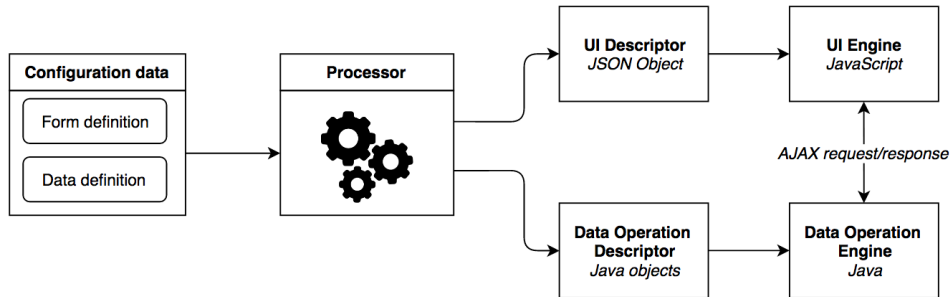 Configuration data
Form definition
Data definition
Processor
UI Descriptor
JSON Object
UI Engine
JavaScript
AJAX request/response
Data Operation
Descriptor
Java objects
Data Operation
Engine
Java